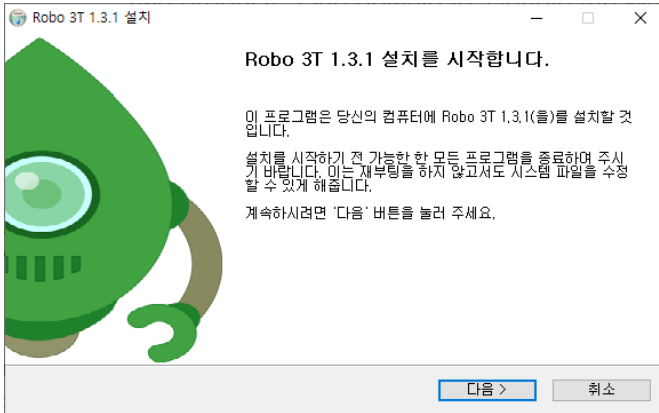 Robo 3T 1.3.1 설치
Robo 3T 1.3.1 설치를 시작합니다.
이 프로그램은 당신의 컴퓨터에 Robo 3T 1.3.1(을)를 설치할 것
입니다.
설치를 시작하기 전 가능한 한 모든 프로그램을 종료하여 주시
기 바랍니다. 이는 재부팅을 하지 않고서도 시스템 파일을 수정
할 수 있게 해줍니다.
계속하시려면 '다음' 버튼을 눌러 주세요.
다음 >
취소